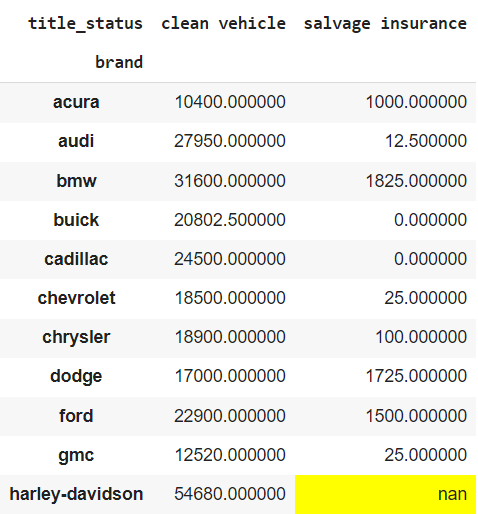 title_status clean vehicle salvage insurance
brand
acura 10400.000000 1000.000000
audi 27950.000000 12.500000
bmw 31600.000000 1825.000000
buick 20802.500000 0.000000
cadillac 24500.000000 0.000000
chevrolet 18500.000000 25.000000
chrysler 18900.000000 100.000000
dodge 17000.000000 1725.000000
ford 22900.000000 1500.000000
gmc 12520.000000 25.000000
harley-davidson 54680.000000 nan